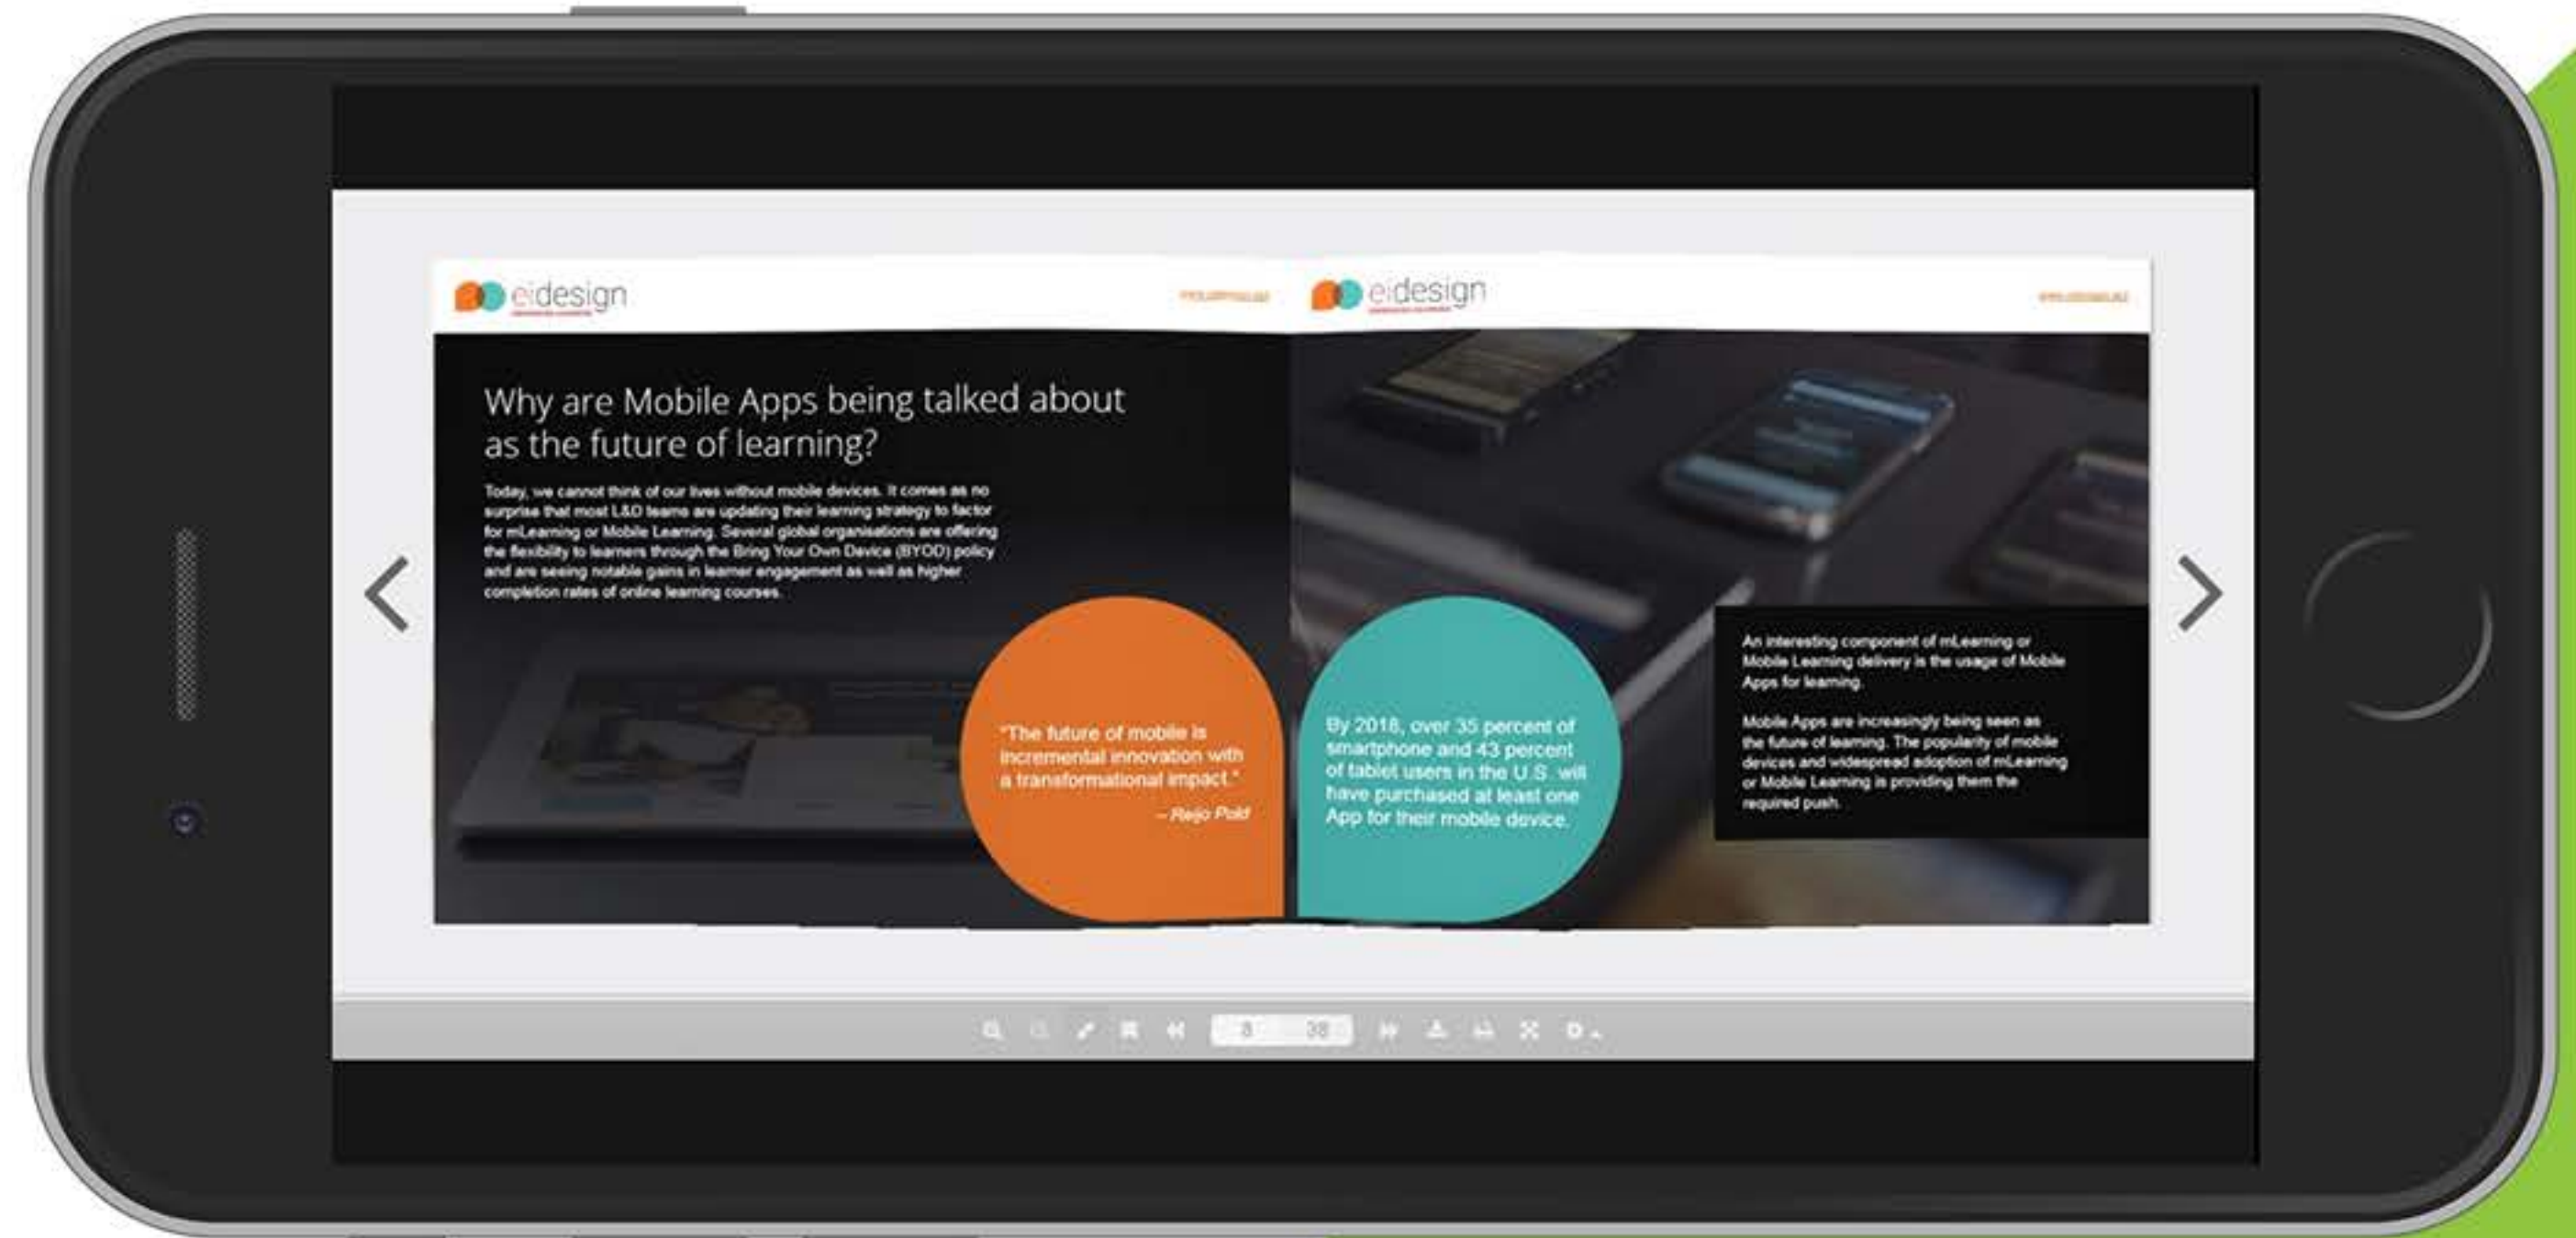 eidesign
Why are Mobile Apps being talked about
as the future of learning?
Today, we cannot think of our lives without mobile devices. It comes as no
surprise that most L&D teams are updating their learning strategy to factor
for mLearning or Mobile Learning. Several global organisations are offering
the flexibility to learners through the Bring Your Own Device (BYOD) policy
and are seeing notable gains in learner engagement as well as higher
completion rates of online learning courses.
"The future of mobile is
incremental innovation with
a transformational impact."
eidesign
By 2018, over 35 percent of
smartphone and 43 percent
of tablet users in the U.S. will
have purchased at least one
App for their mobile device.
An interesting component of mLearning or
Mobile Learning delivery is the usage of Mobile
Apps for learning.
Mobile Apps are increasingly being seen as
the future of learning. The popularity of mobile
devices and widespread adoption of mLearning
or Mobile Learning is providing them the
required push.
8 38